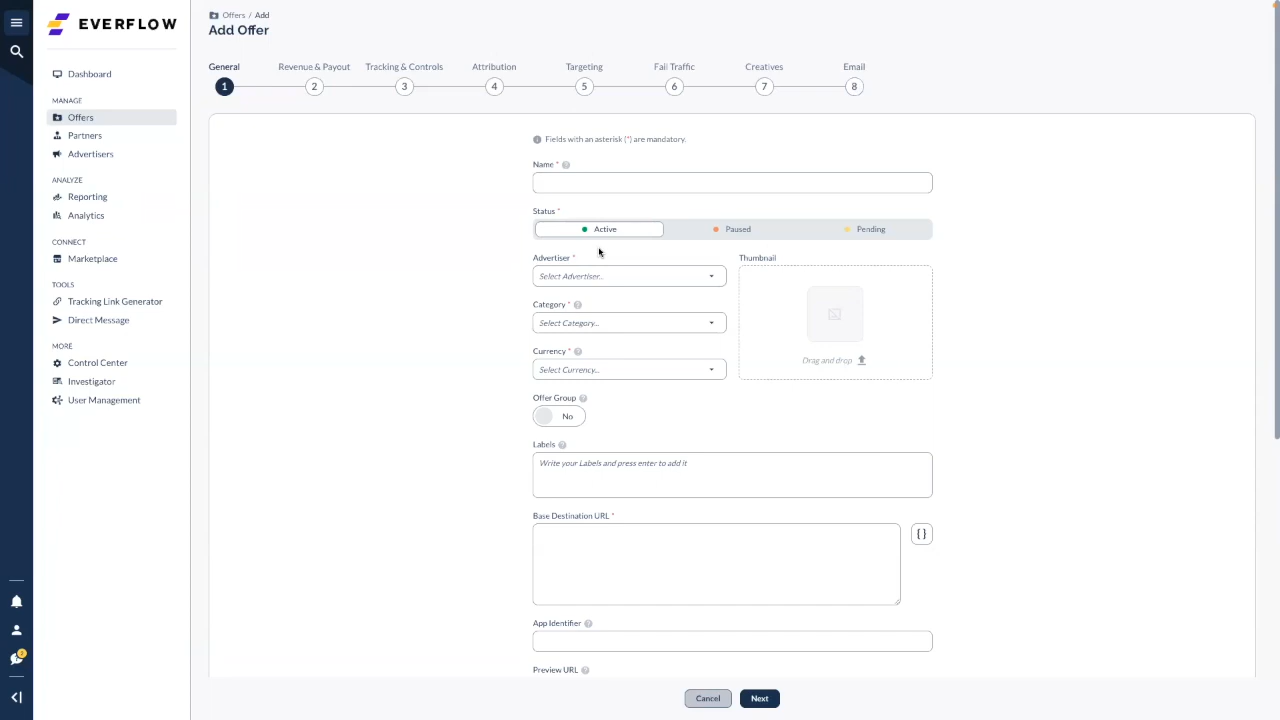 EVERFLOW
Dashboard
MANAGE
Offers
Partners
Advertisers
ANALYZE
Reporting
Analytics
CONNECT
Marketplace
TOOLS
Tracking Link Generator
Direct Message
MORE
Control Center
Investigator
User Management
Offers / Add
Add Offer
General
Revenue & Payout
Tracking & Controls
Attribution
Targeting
Fail Traffic
Creatives
Email
1
2
3
4
5
6
7
8
Fields with an asterisk (*) are mandatory.
Name *
Status *
Active
Paused
Pending
Advertiser *
Thumbnail
Select Advertiser...
Category *
Select Category...
Drag and drop
Currency *
Select Currency...
Offer Group
No
Labels
Write your Labels and press enter to add it
Base Destination URL *
{ }
App Identifier
Preview URL
Cancel
Next